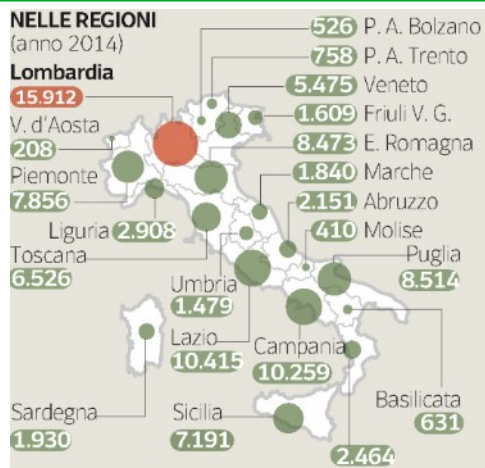 NELLE REGIONI
(anno 2014)
Lombardia
15.912
V. d'Aosta
208
Piemonte
7.856
Liguria 2.908
Toscana
6.526
526 P. A. Bolzano
758 P. A. Trento
5.475 Veneto
1.609 Friuli V. G.
8.473 E. Romagna
1.840 Marche
2.151 Abruzzo
410 Molise
Puglia
8.514
Umbria
1.479
Lazio
10.415
Campania
10.259
Basilicata
631
Sardegna
1.930
Sicilia
7.191
2.464